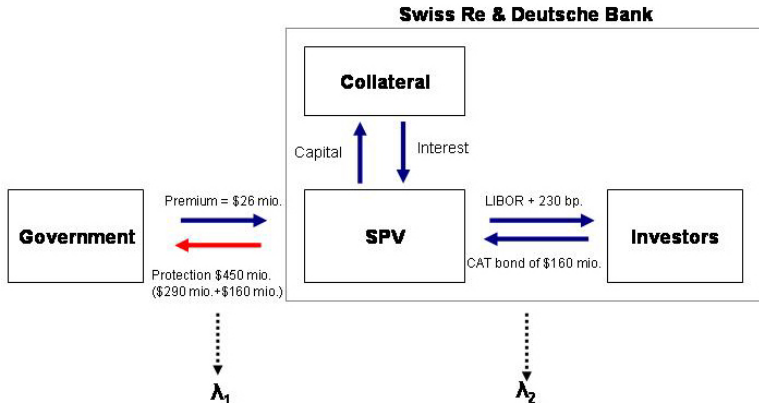 Swiss Re & Deutsche Bank
Collateral
Capital
Interest
Premium = $26 mio.
LIBOR + 230 bp.
Government
SPV
Investors
Protection $450 mio.
($290 mio.+$160 mio.)
CAT bond of $160 mio.
λ1
λ2